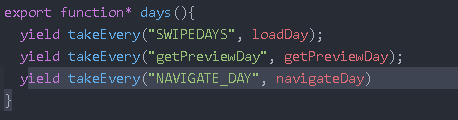 export function* days(){
  yield takeEvery("SWIPEDAYS", loadDay);
  yield takeEvery("getPreviewDay", getPreviewDay);
  yield takeEvery("NAVIGATE_DAY", navigateDay)
}